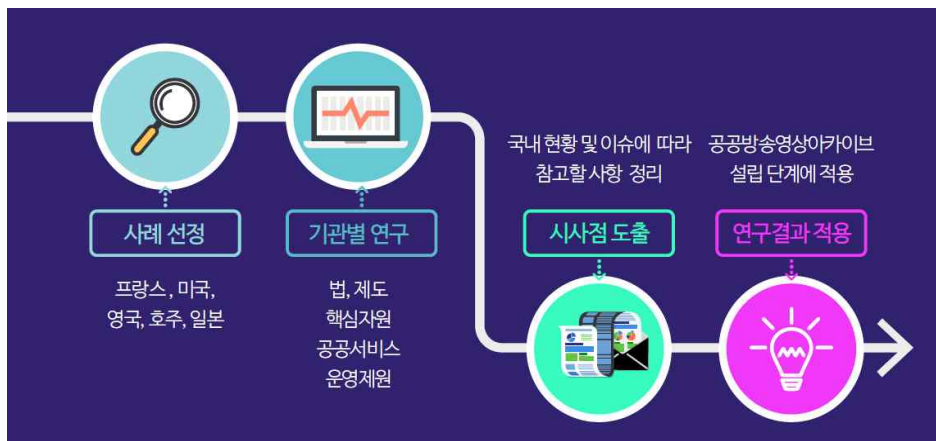 사례 선정
프랑스, 미국,
영국, 호주, 일본
기관별 연구
법, 제도
핵심자원
공공서비스
운영제원
국내 현황 및 이슈에 따라
참고할 사항 정리
시사점 도출
공공방송영상아카이브
설립 단계에 적용
연구결과 적용